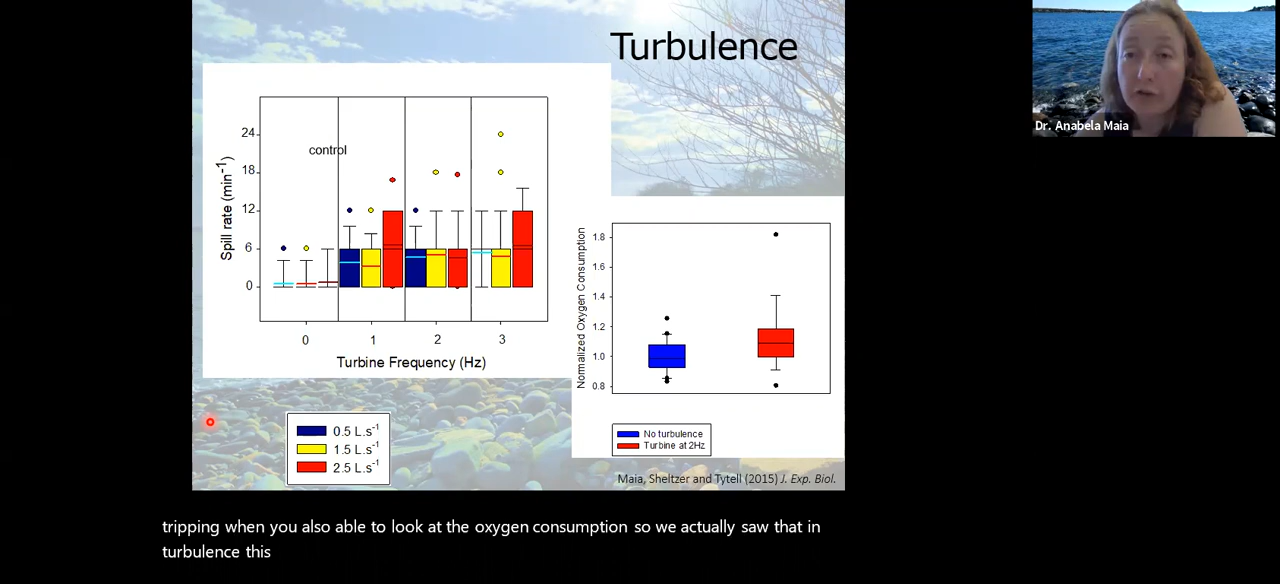 Turbulence
Dr. Anabela Maia
24
18
12
6
0
Spill rate (min⁻¹)
control
0
1
2
3
Turbine Frequency (Hz)
1.8
1.6
1.4
1.2
1.0
0.8
Normalized Oxygen Consumption
0.5 L.s⁻¹
1.5 L.s⁻¹
2.5 L.s⁻¹
No turbulence
Turbine at 2Hz
Maia, Sheltzer and Tytell (2015) J. Exp. Biol.
tripping when you also able to look at the oxygen consumption so we actually saw that in
turbulence this